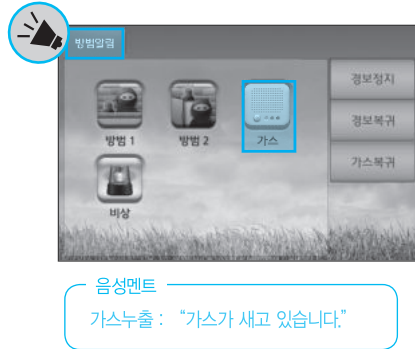 방범알림
경보정지
경보복귀
가스복귀
방범 1
방범 2
가스
비상
음성멘트
가스누출 : “가스가 새고 있습니다.”